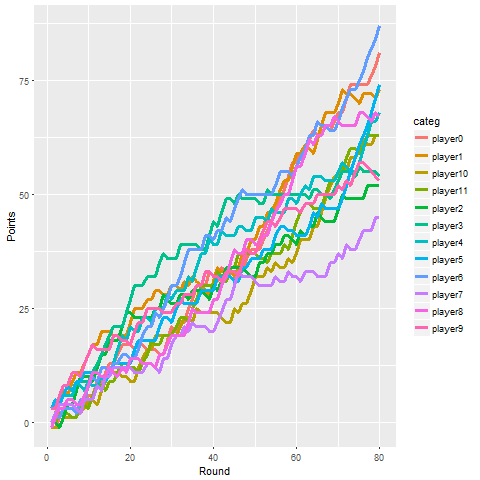 75
50
25
0
Points
0
20
40
60
80
Round
categ
player0
player1
player10
player11
player2
player3
player4
player5
player6
player7
player8
player9